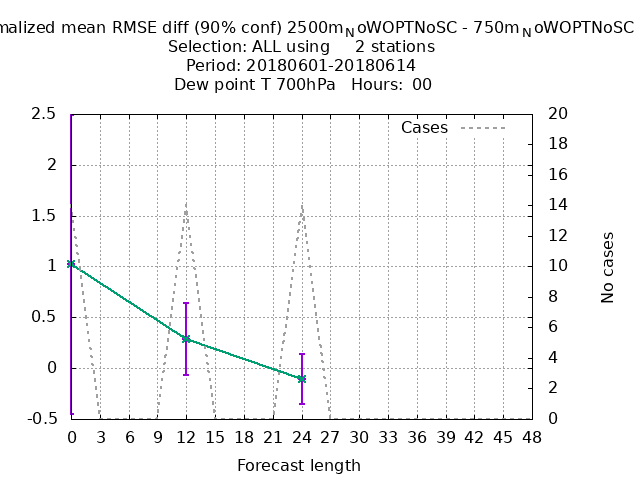 malized mean RMSE diff (90% conf) 2500mNoWOPTNoSC - 750mNoWOPTNoSC
Selection: ALL using 2 stations
Period: 20180601-20180614
Dew point T 700hPa Hours: 00
Cases
2.5
2
1.5
1
0.5
0
-0.5
20
18
16
14
12
10
8
6
4
2
0
No cases
0 3 6 9 12 15 18 21 24 27 30 33 36 39 42 45 48
Forecast length